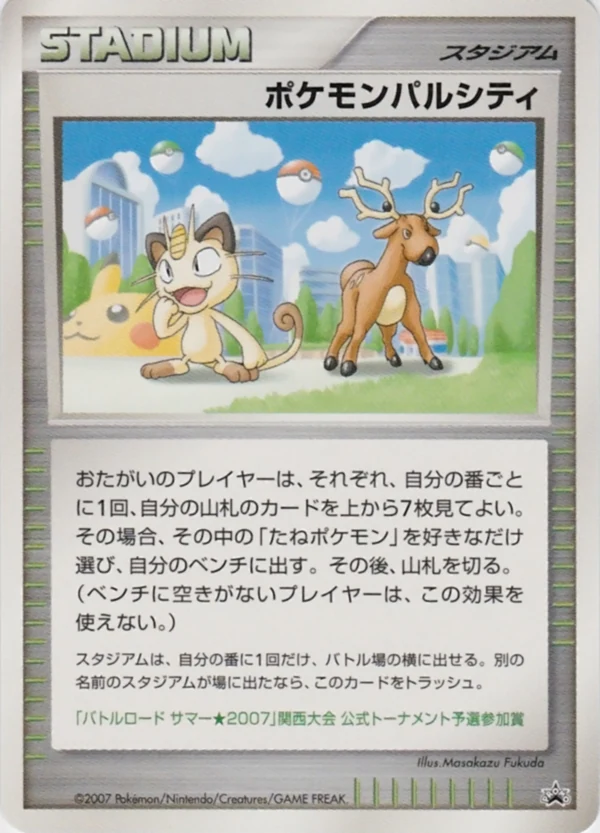 STADIUM
スタジアム
ポケモンパルシティ
おたがいのプレイヤーは、それぞれ、自分の番ごと
に1回、自分の山札のカードを上から7枚見てよい。
その場合、その中の「たねポケモン」を好きなだけ
選び、自分のベンチに出す。その後、山札を切る。
(ベンチに空きがないプレイヤーは、この効果を
使えない。)
スタジアムは、自分の番に1回だけ、バトル場の横に出せる。別の
名前のスタジアムが場に出たなら、このカードをトラッシュ。
「バトルロード サマー★2007」関西大会 公式トーナメント予選参加賞
Illus.Masakazu Fukuda
©2007 Pokémon/Nintendo/Creatures/GAME FREAK.